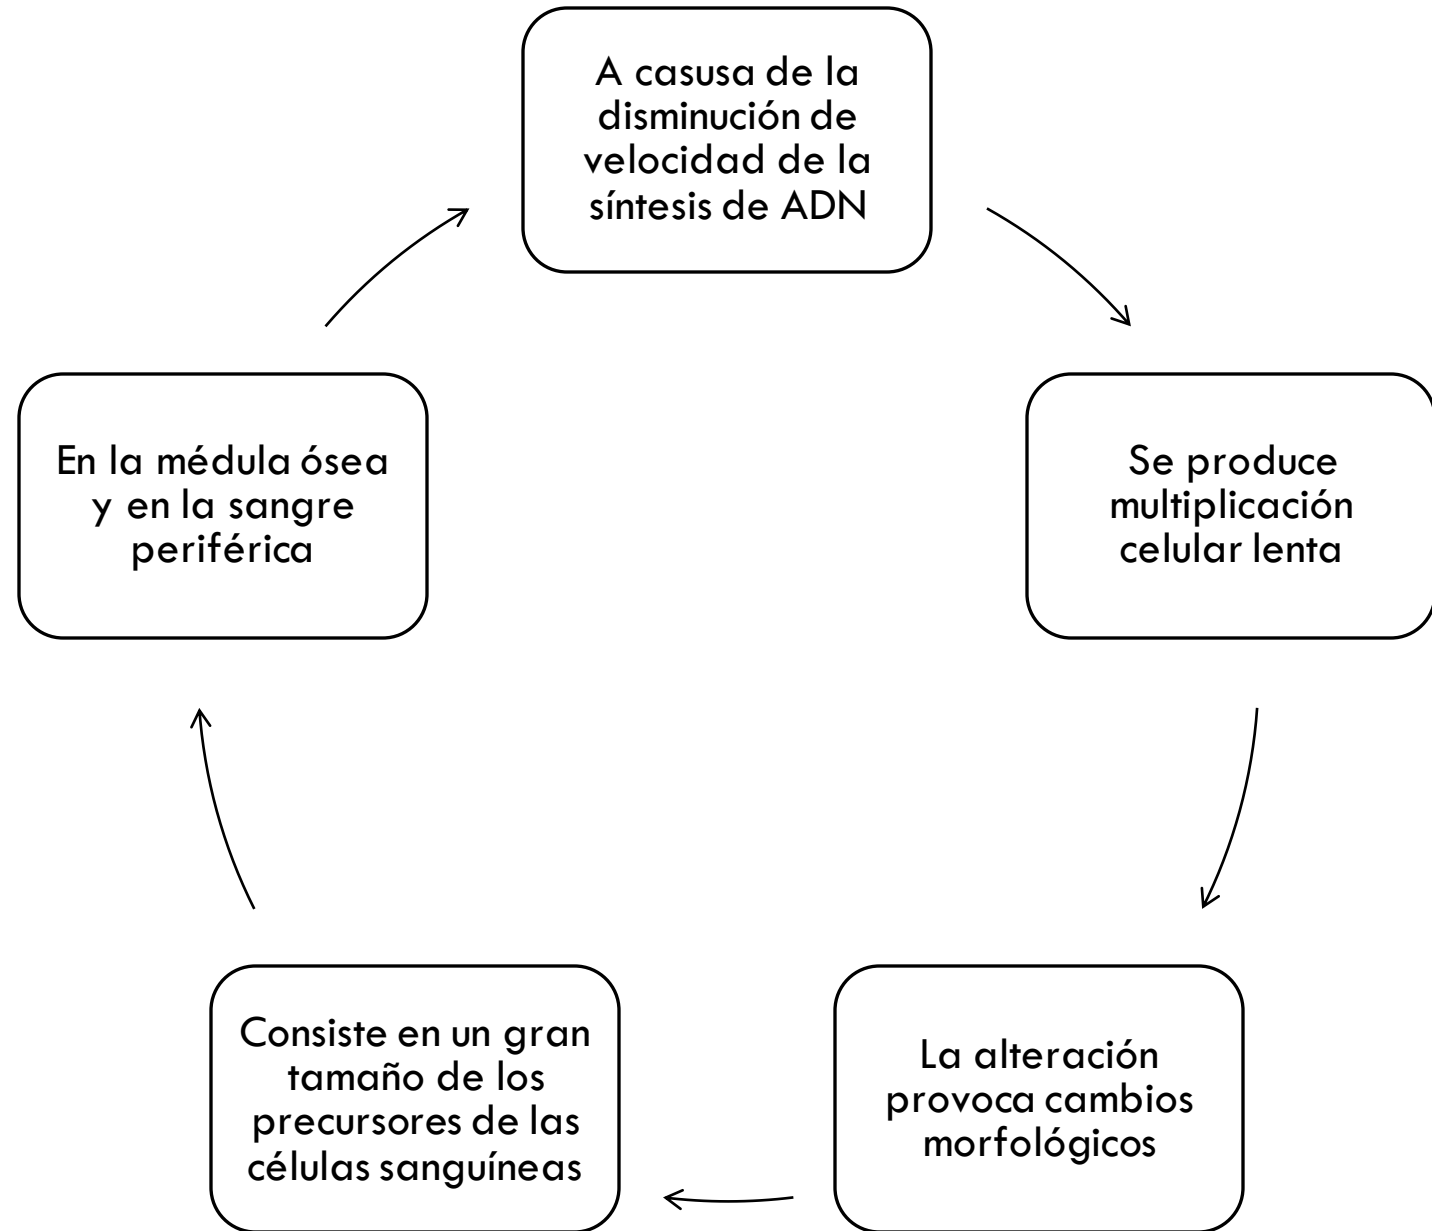 A casusa de la
disminución de
velocidad de la
síntesis de ADN
Se produce
multiplicación
celular lenta
La alteración
provoca cambios
morfológicos
Consiste en un gran
tamaño de los
precursores de las
células sanguíneas
En la médula ósea
y en la sangre
periférica